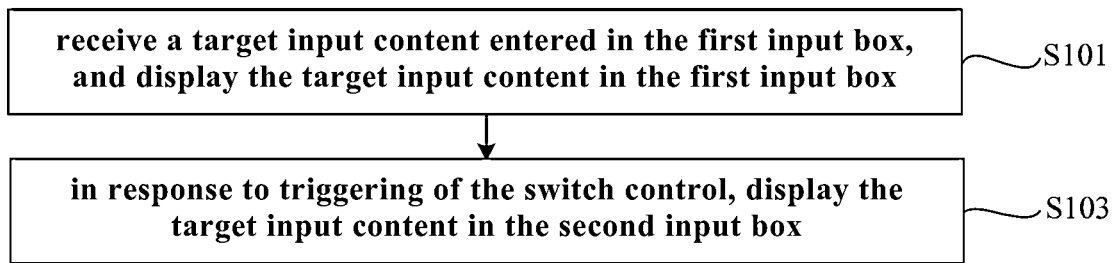 receive a target input content entered in the first input box,
and display the target input content in the first input box
S101
in response to triggering of the switch control, display the
target input content in the second input box
S103